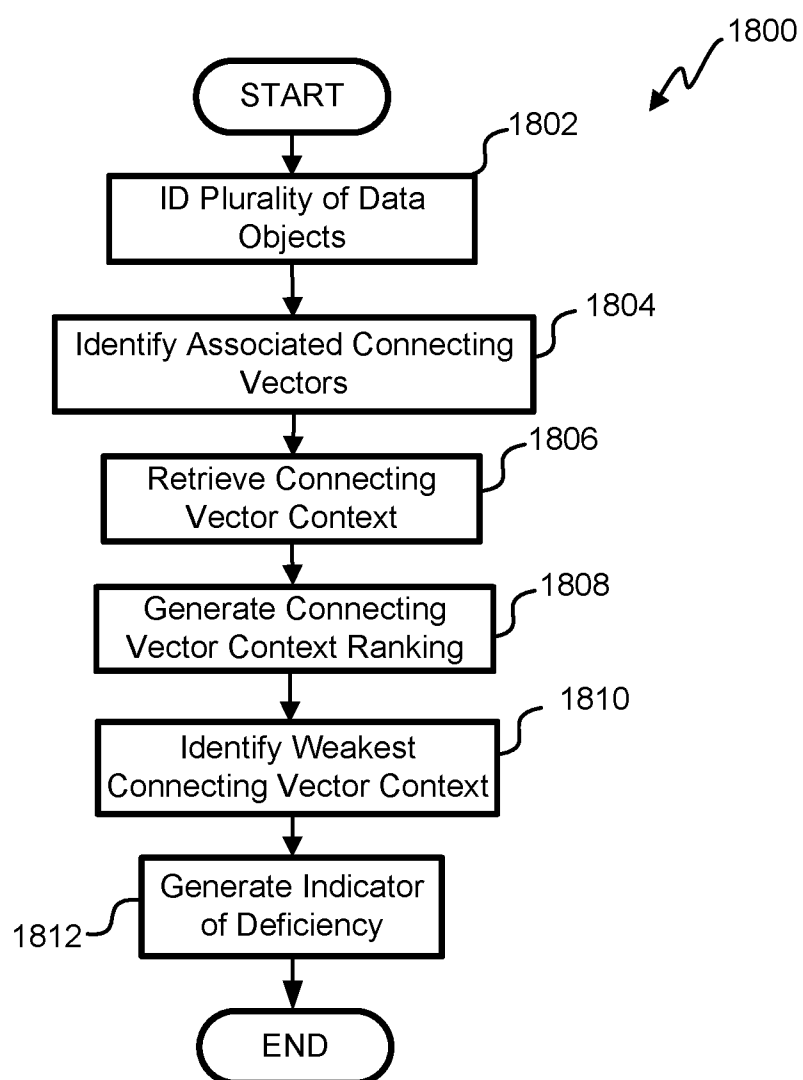 1800
START
1802
ID Plurality of Data
Objects
1804
Identify Associated Connecting
Vectors
1806
Retrieve Connecting
Vector Context
1808
Generate Connecting
Vector Context Ranking
1810
Identify Weakest
Connecting Vector Context
Generate Indicator
of Deficiency
1812
END